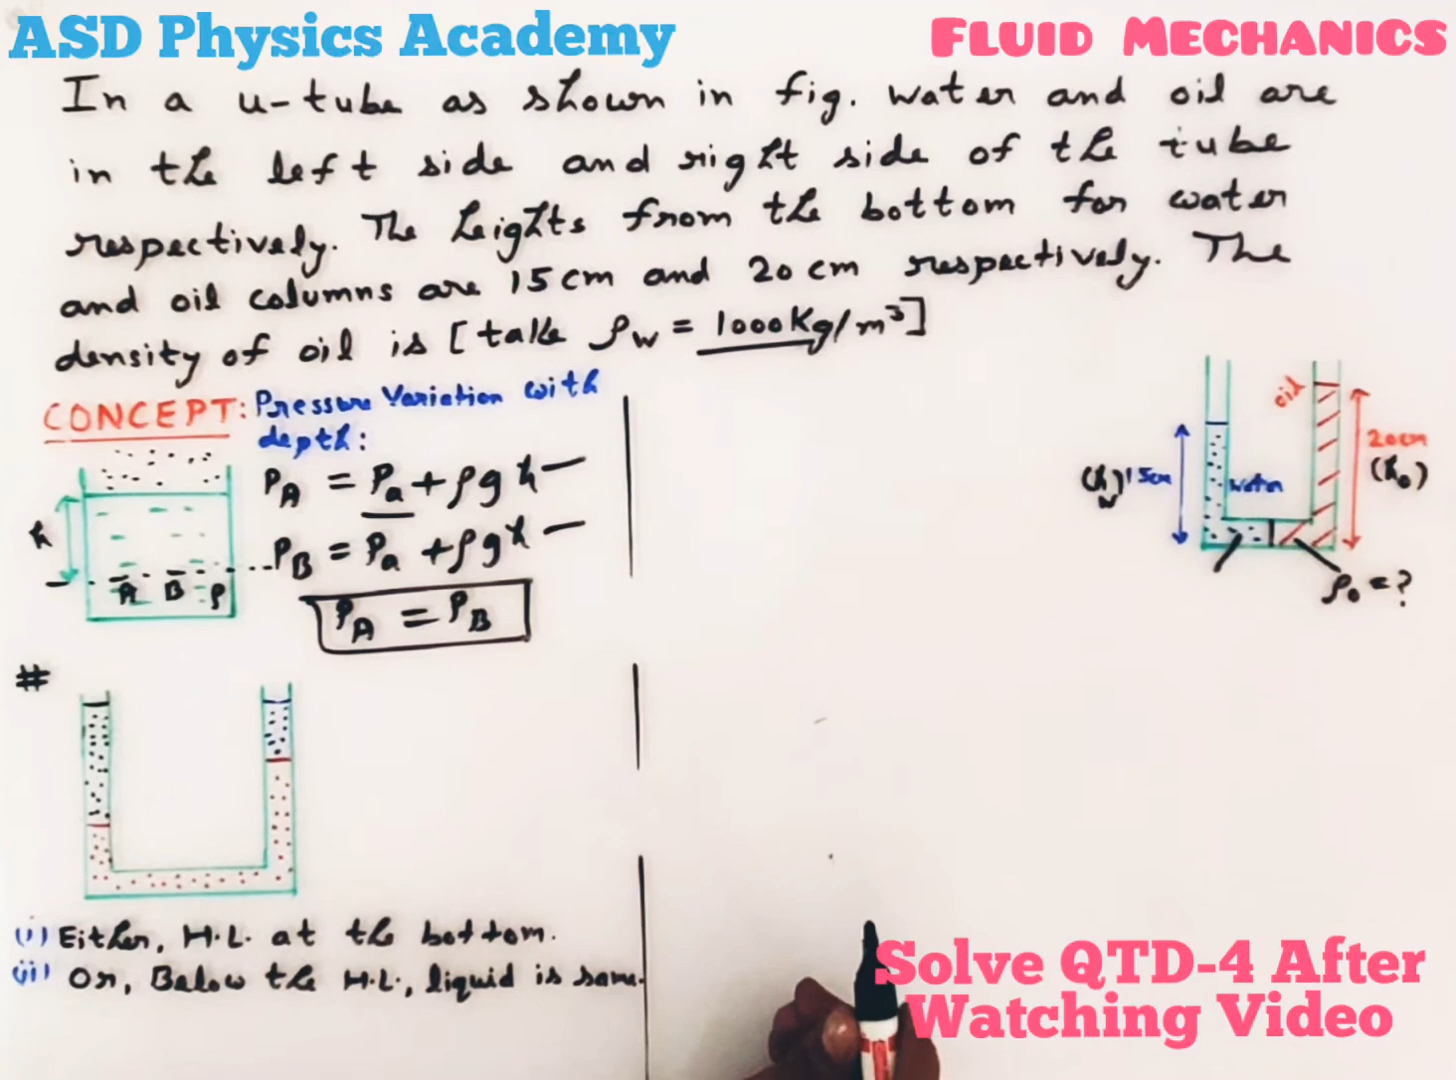 ASD Physics Academy
FLUID MECHANICS
In a u-tube as shown in fig. water and oil are
in the left side and right side of the tube
respectively. The heights from the bottom for water
and oil columns are 15 cm and 20 cm respectively. The
density of oil is [take ρw = 1000 Kg/m³]
CONCEPT: Pressure Variation with
depth:
h
A B ρ
PA = Pa + ρgh
PB = Pa + ρgh
PA = PB
oil
20cm
(h₀)
(hw) 15cm
water
ρ₀ = ?
#
(i) Either, H.L. at the bottom.
(ii) Or, Below the H.L., liquid is same.
Solve QTD-4 After
Watching Video